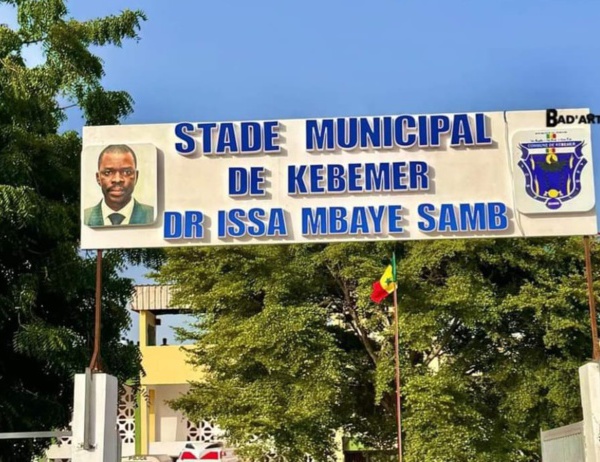 STADE MUNICIPAL
DE KEBEMER
DR ISSA MBAYE SAMB
BAD'ART